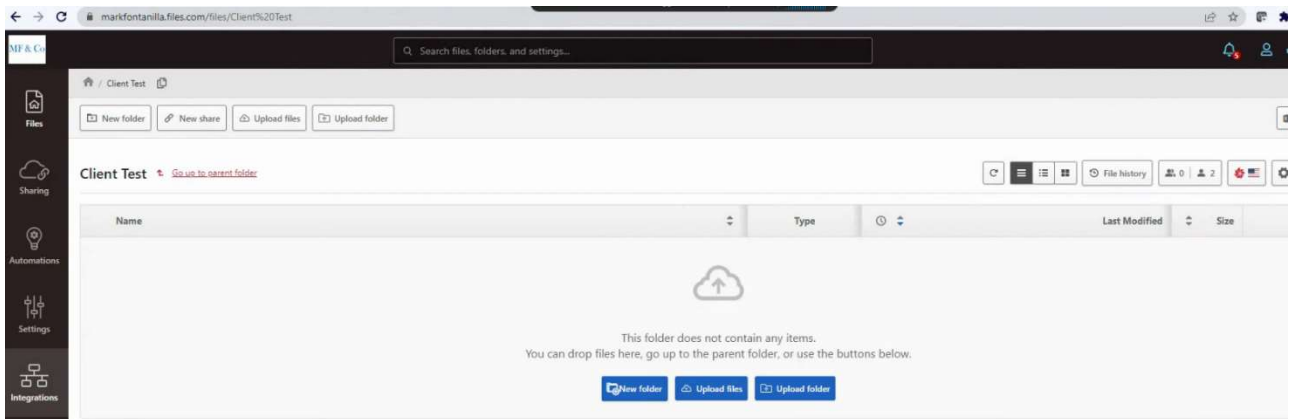 markfontanilla.files.com/files/Client%20Test
MF & Co
Search files, folders, and settings...
5
/ Client Test
Files
New folder
New share
Upload files
Upload folder
Sharing
Client Test
Go up to parent folder
File history
0
2
Name
Type
Last Modified
Size
Automations
Settings
This folder does not contain any items.
You can drop files here, go up to the parent folder, or use the buttons below.
New folder
Upload files
Upload folder
Integrations